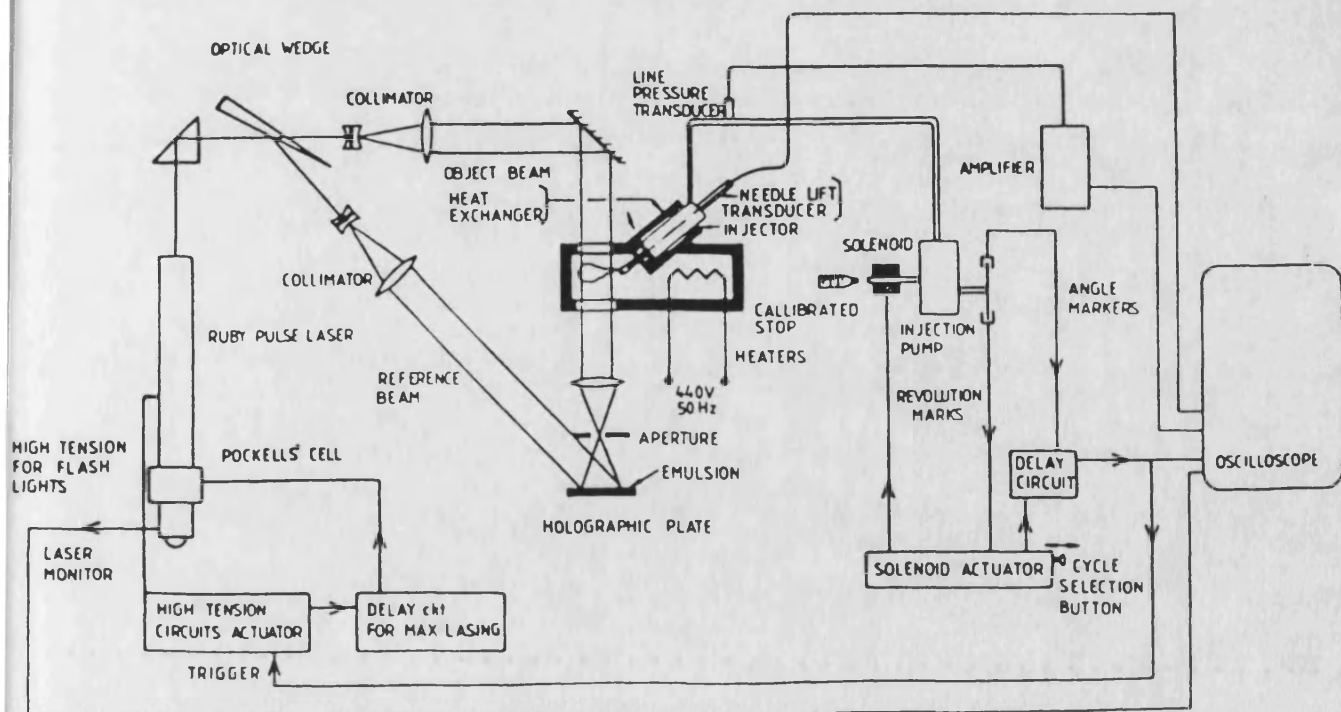 OPTICAL WEDGE
COLLIMATOR
LINE
PRESSURE
TRANSDUCER
OBJECT BEAM
HEAT
EXCHANGER
NEEDLE LIFT
TRANSDUCER
INJECTOR
AMPLIFIER
SOLENOID
COLLIMATOR
CALLIBRATED
STOP
INJECTION
PUMP
ANGLE
MARKERS
RUBY PULSE LASER
HEATERS
REFERENCE
BEAM
440V
50Hz
REVOLUTION
MARKS
HIGH TENSION
FOR FLASH
LIGHTS
POCKELLS' CELL
APERTURE
EMULSION
HOLOGRAPHIC PLATE
DELAY
CIRCUIT
OSCILLOSCOPE
LASER
MONITOR
SOLENOID ACTUATOR
CYCLE
SELECTION
BUTTON
HIGH TENSION
CIRCUITS ACTUATOR
DELAY ckt
FOR MAX LASING
TRIGGER